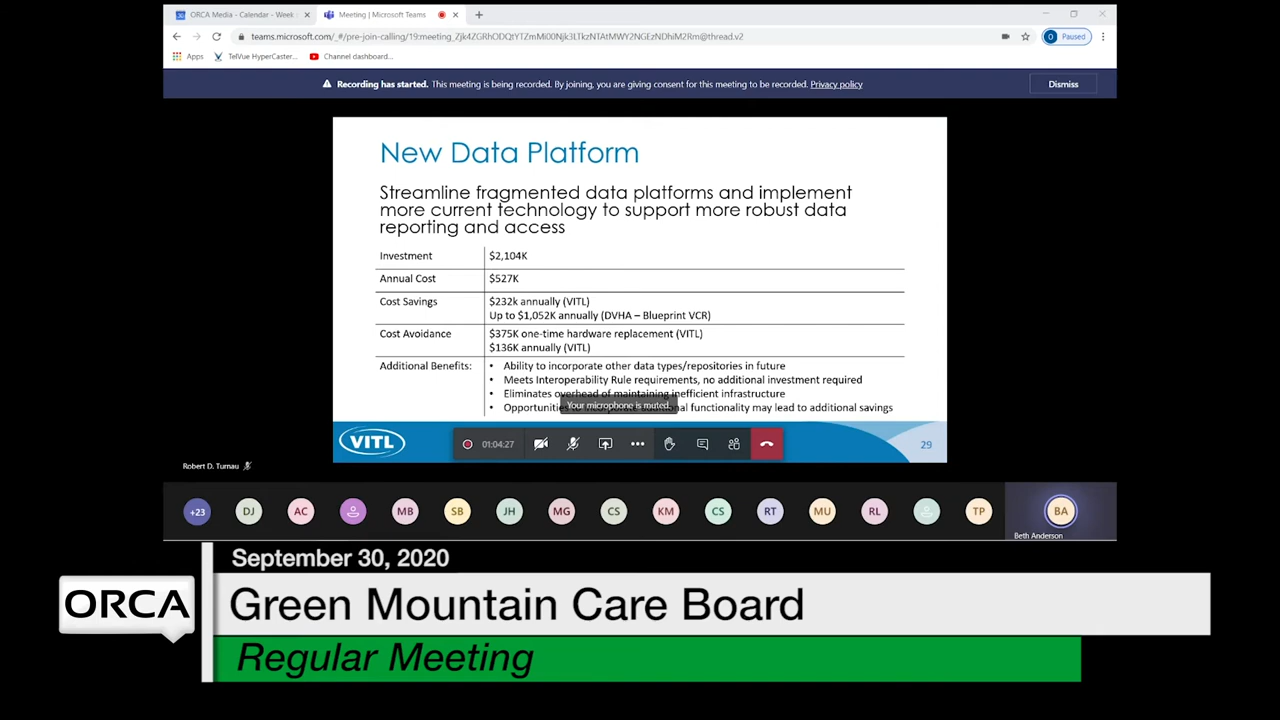 ORCA Media - Calendar - Week
Meeting | Microsoft Teams
teams.microsoft.com/_#/pre-join-calling/19:meeting_Zjk4ZGRhODQtYTZmMi00Njk3LTkzNTAtMWY2NGEzNDhiM2Rm@thread.v2
Paused
Apps TelVue HyperCaster... Channel dashboard...
Recording has started. This meeting is being recorded. By joining, you are giving consent for this meeting to be recorded. Privacy policy Dismiss
New Data Platform
Streamline fragmented data platforms and implement
more current technology to support more robust data
reporting and access
Investment $2,104K
Annual Cost $527K
Cost Savings $232k annually (VITL)
Up to $1,052K annually (DVHA – Blueprint VCR)
Cost Avoidance $375K one-time hardware replacement (VITL)
$136K annually (VITL)
Additional Benefits: • Ability to incorporate other data types/repositories in future
• Meets Interoperability Rule requirements, no additional investment required
• Eliminates overhead of maintaining inefficient infrastructure
Your microphone is muted.
• Opportunities to incorporate additional functionality may lead to additional savings
VITL 01:04:27 29
Robert D. Turnau
+23 DJ AC MB SB JH MG CS KM CS RT MU RL TP BA
Beth Anderson
September 30, 2020
ORCA
Green Mountain Care Board
Regular Meeting